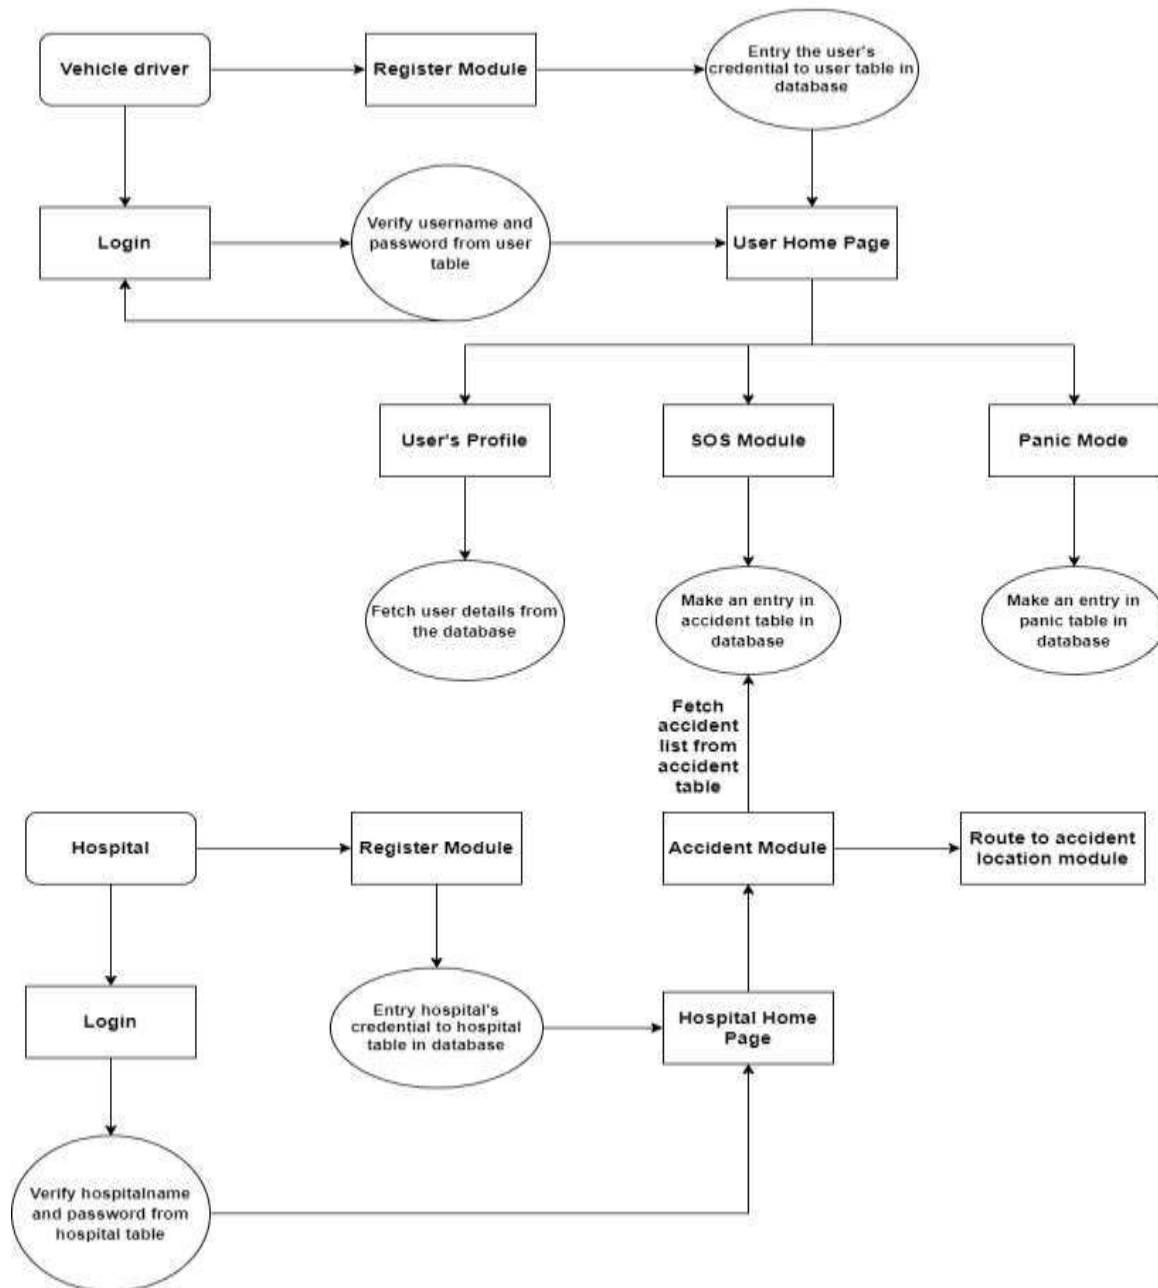 Vehicle driver
Register Module
Entry the user's
credential to user table in
database
Login
Verify username and
password from user
table
User Home Page
User's Profile
SOS Module
Panic Mode
Fetch user details from
the database
Make an entry in
accident table in
database
Make an entry in
panic table in
database
Fetch
accident
list from
accident
table
Hospital
Register Module
Accident Module
Route to accident
location module
Login
Entry hospital's
credential to hospital
table in database
Hospital Home
Page
Verify hospitalname
and password from
hospital table